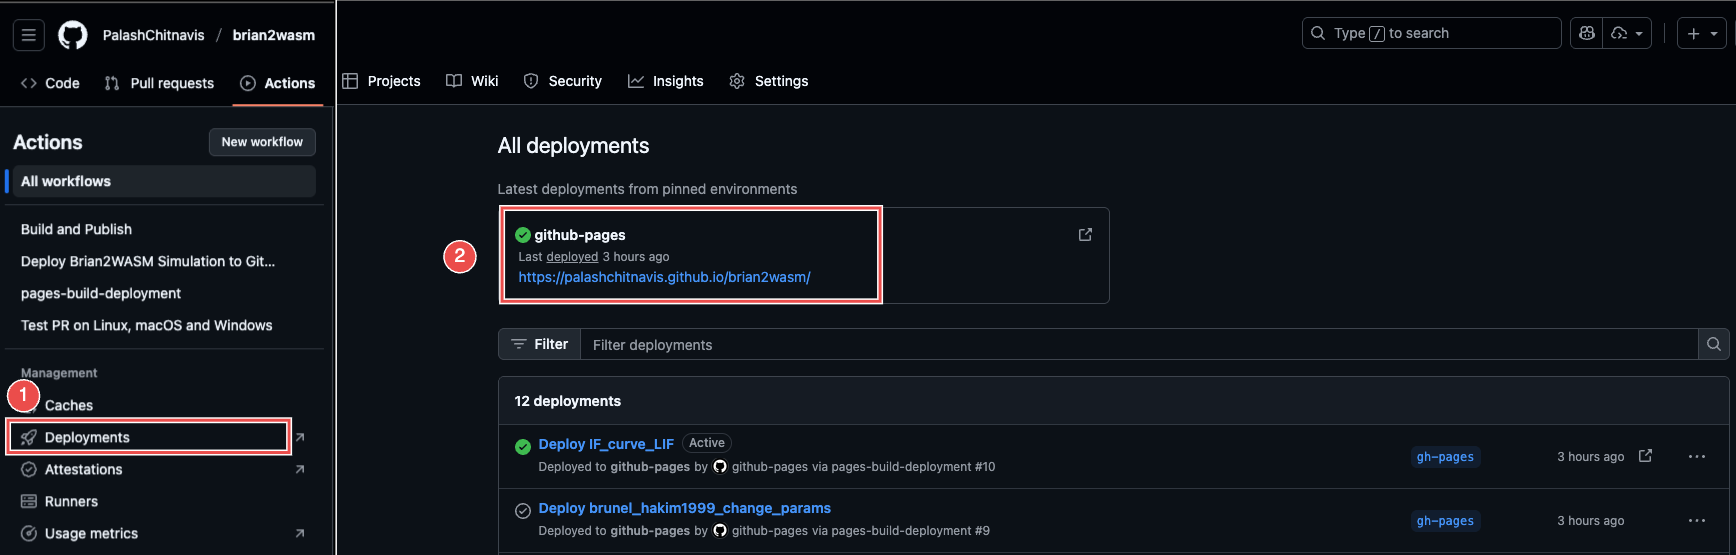 PalashChitnavis / brian2wasm
Code Pull requests Actions
Actions
New workflow
All workflows
Build and Publish
Deploy Brian2WASM Simulation to Git...
pages-build-deployment
Test PR on Linux, macOS and Windows
Management
1
Caches
Deployments
Attestations
Runners
Usage metrics
Type / to search
Projects Wiki Security Insights Settings
All deployments
Latest deployments from pinned environments
2
github-pages
Last deployed 3 hours ago
https://palashchitnavis.github.io/brian2wasm/
Filter Filter deployments
12 deployments
Deploy IF_curve_LIF Active
Deployed to github-pages by github-pages via pages-build-deployment #10
gh-pages 3 hours ago
Deploy brunel_hakim1999_change_params
Deployed to github-pages by github-pages via pages-build-deployment #9
gh-pages 3 hours ago